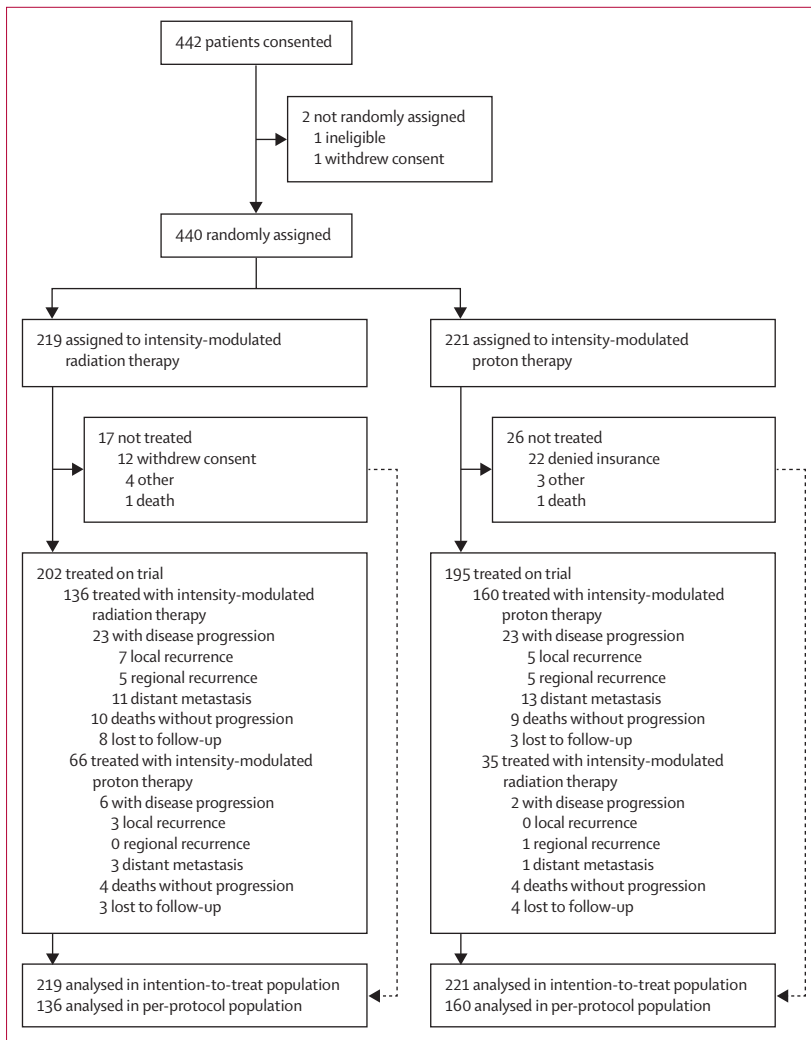 442 patients consented
2 not randomly assigned
1 ineligible
1 withdrew consent
440 randomly assigned
219 assigned to intensity-modulated
radiation therapy
221 assigned to intensity-modulated
proton therapy
17 not treated
12 withdrew consent
4 other
1 death
26 not treated
22 denied insurance
3 other
1 death
202 treated on trial
136 treated with intensity-modulated
radiation therapy
23 with disease progression
7 local recurrence
5 regional recurrence
11 distant metastasis
10 deaths without progression
8 lost to follow-up
66 treated with intensity-modulated
proton therapy
6 with disease progression
3 local recurrence
0 regional recurrence
3 distant metastasis
4 deaths without progression
3 lost to follow-up
195 treated on trial
160 treated with intensity-modulated
proton therapy
23 with disease progression
5 local recurrence
5 regional recurrence
13 distant metastasis
9 deaths without progression
3 lost to follow-up
35 treated with intensity-modulated
radiation therapy
2 with disease progression
0 local recurrence
1 regional recurrence
1 distant metastasis
4 deaths without progression
4 lost to follow-up
219 analysed in intention-to-treat population
136 analysed in per-protocol population
221 analysed in intention-to-treat population
160 analysed in per-protocol population